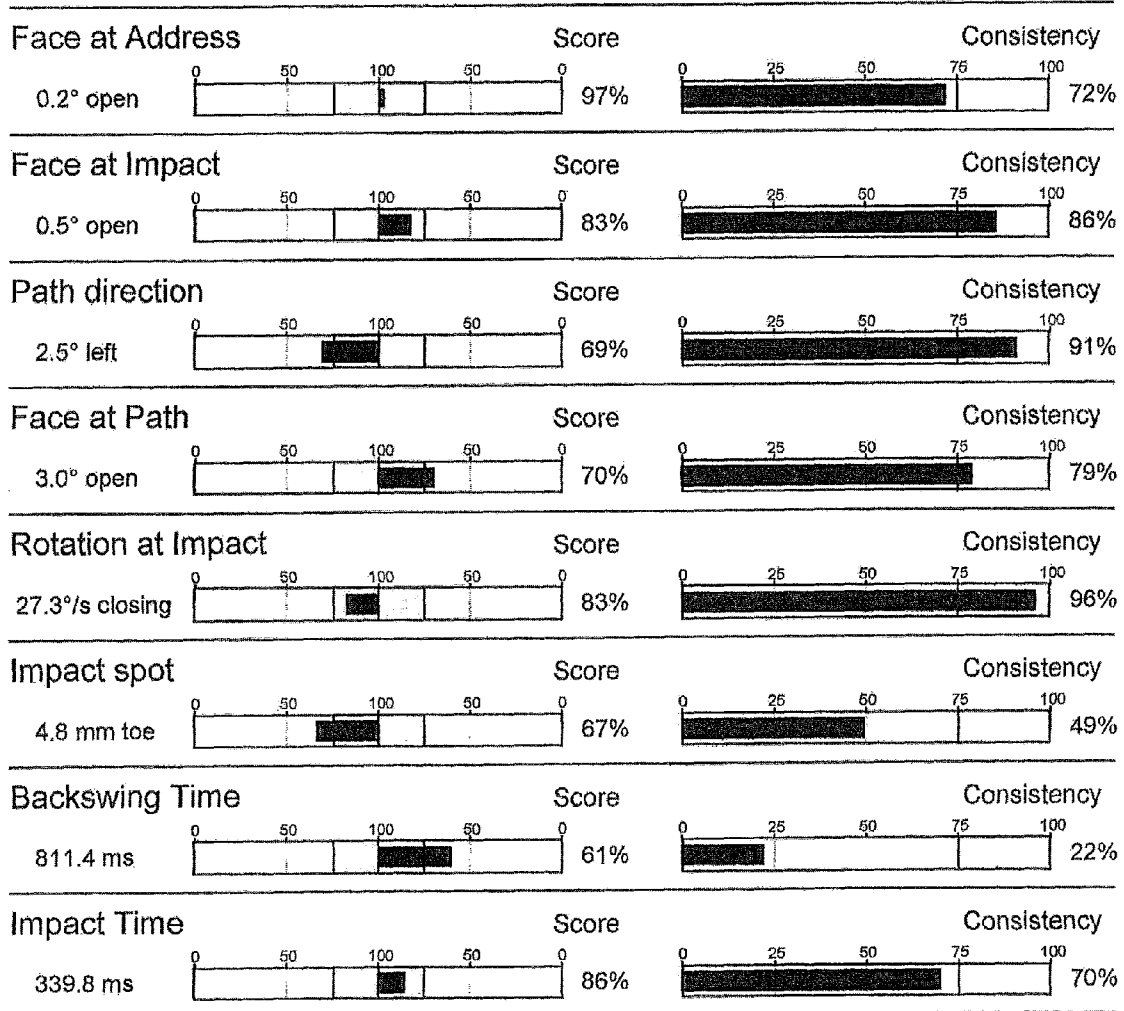 Face at Address Score Consistency
0 50 100 50 0 0 25 50 75 100
0.2° open 97% 72%
Face at Impact Score Consistency
0 50 100 50 0 0 25 50 75 100
0.5° open 83% 86%
Path direction Score Consistency
0 50 100 50 0 0 25 50 75 100
2.5° left 69% 91%
Face at Path Score Consistency
0 50 100 50 0 0 25 50 75 100
3.0° open 70% 79%
Rotation at Impact Score Consistency
0 50 100 50 0 0 25 50 75 100
27.3°/s closing 83% 96%
Impact spot Score Consistency
0 50 100 50 0 0 25 50 75 100
4.8 mm toe 67% 49%
Backswing Time Score Consistency
0 50 100 50 0 0 25 50 75 100
811.4 ms 61% 22%
Impact Time Score Consistency
0 50 100 50 0 0 25 50 75 100
339.8 ms 86% 70%